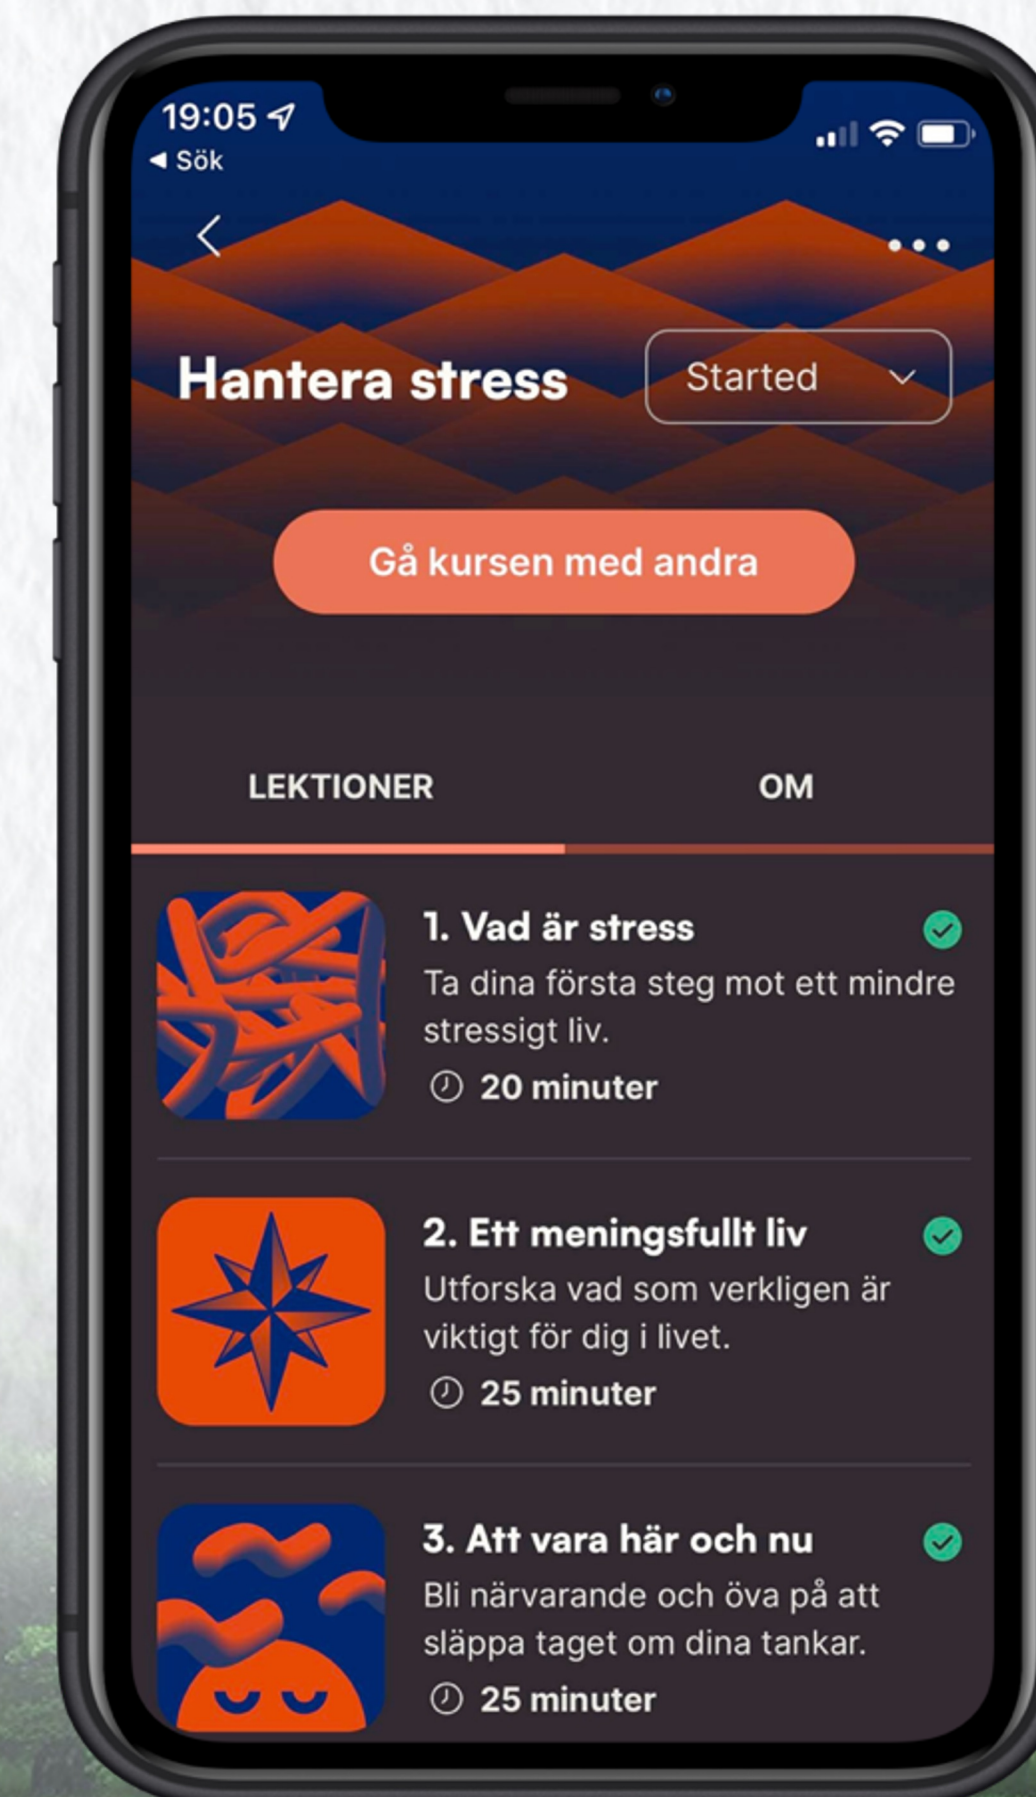 19:05
Sök
Hantera stress
Started
Gå kursen med andra
LEKTIONER
OM
1. Vad är stress
Ta dina första steg mot ett mindre
stressigt liv.
20 minuter
2. Ett meningsfullt liv
Utforska vad som verkligen är
viktigt för dig i livet.
25 minuter
3. Att vara här och nu
Bli närvarande och öva på att
släppa taget om dina tankar.
25 minuter